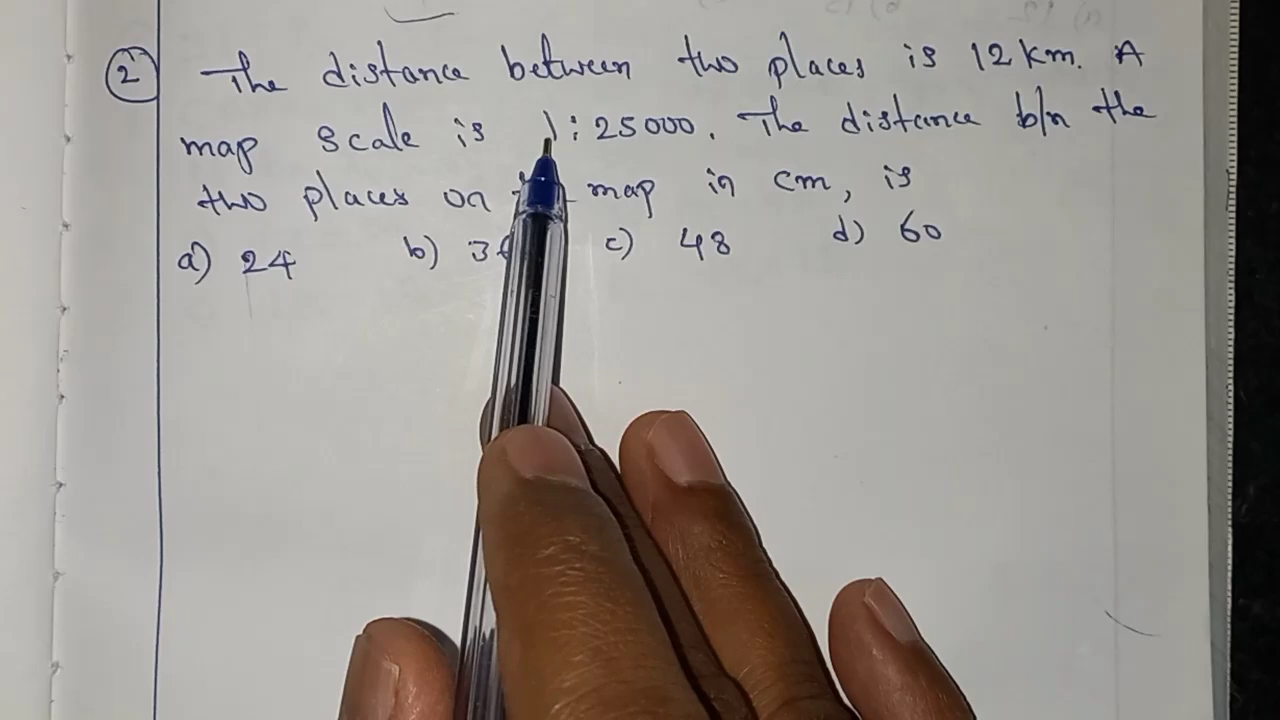 2 The distance between two places is 12 km. A
map scale is 1:25000. The distance b/n the
two places on map in cm, is
a) 24 b) c) 48 d) 60